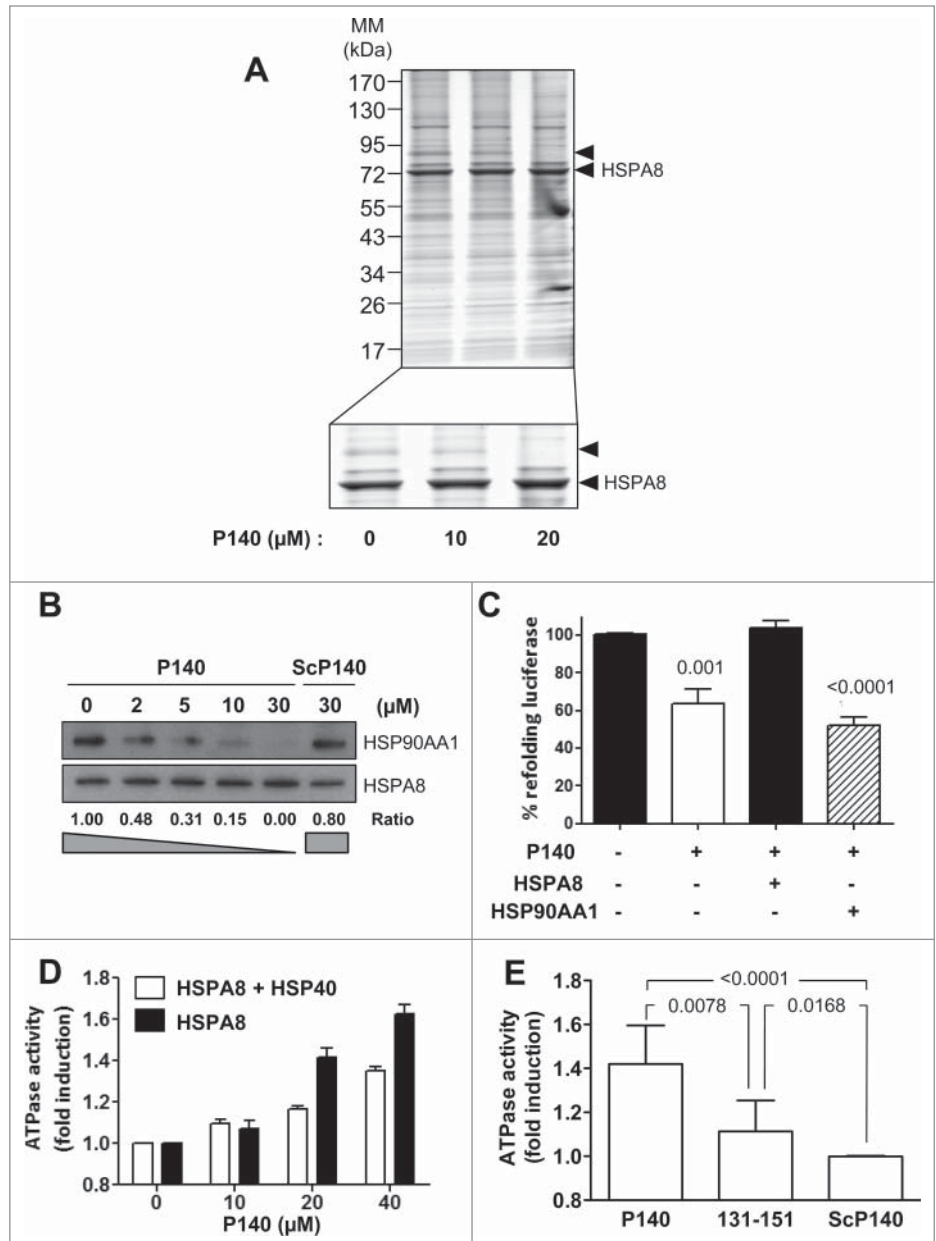 MM
(kDa)
A
170
130
95
72
55
43
34
26
17
HSPA8
HSPA8
P140 (µM) : 0 10 20
B
P140 ScP140
0 2 5 10 30 30 (µM)
HSP90AA1
HSPA8
1.00 0.48 0.31 0.15 0.00 0.80 Ratio
C
% refolding luciferase
100
80
60
40
20
0
0.001
<0.0001
P140 - + + +
HSPA8 - - + -
HSP90AA1 - - - +
D
ATPase activity
(fold induction)
1.8
1.6
1.4
1.2
1.0
0.8
HSPA8 + HSP40
HSPA8
0 10 20 40
P140 (µM)
E
ATPase activity
(fold induction)
1.8
1.6
1.4
1.2
1.0
0.8
<0.0001
0.0078 0.0168
P140 131-151 ScP140